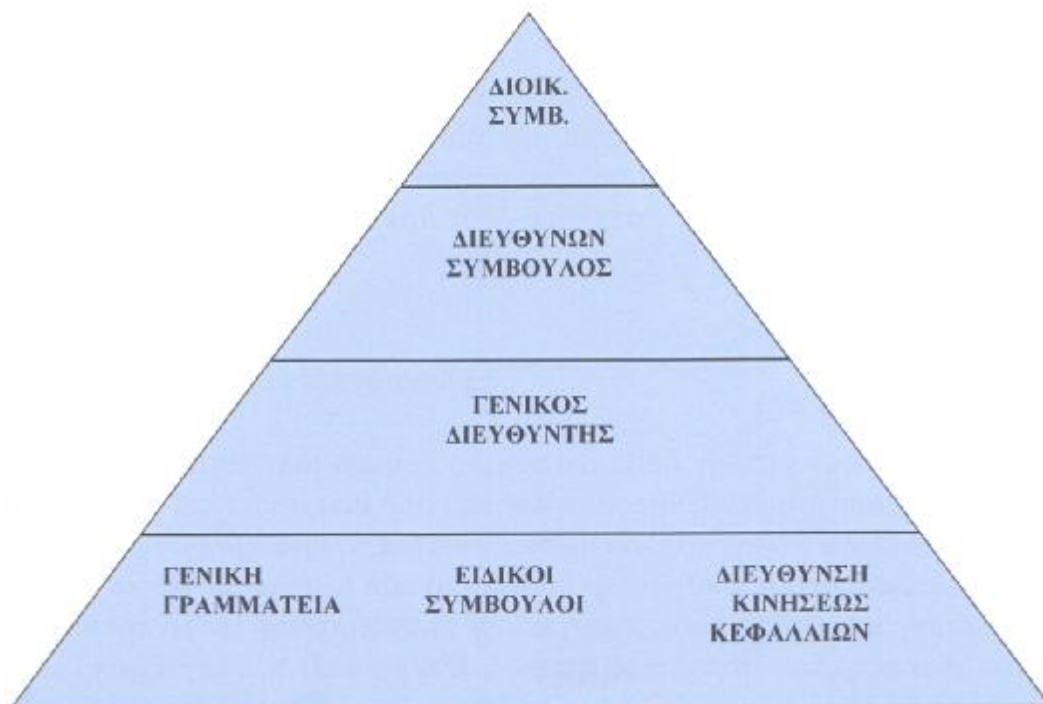 ΔΙΟΙΚ.
ΣΥΜΒ.
ΔΙΕΥΘΥΝΩΝ
ΣΥΜΒΟΥΛΟΣ
ΓΕΝΙΚΟΣ
ΔΙΕΥΘΥΝΤΗΣ
ΓΕΝΙΚΗ
ΓΡΑΜΜΑΤΕΙΑ
ΕΙΔΙΚΟΙ
ΣΥΜΒΟΥΛΟΙ
ΔΙΕΥΘΥΝΣΗ
ΚΙΝΗΣΕΩΣ
ΚΕΦΑΛΑΙΩΝ